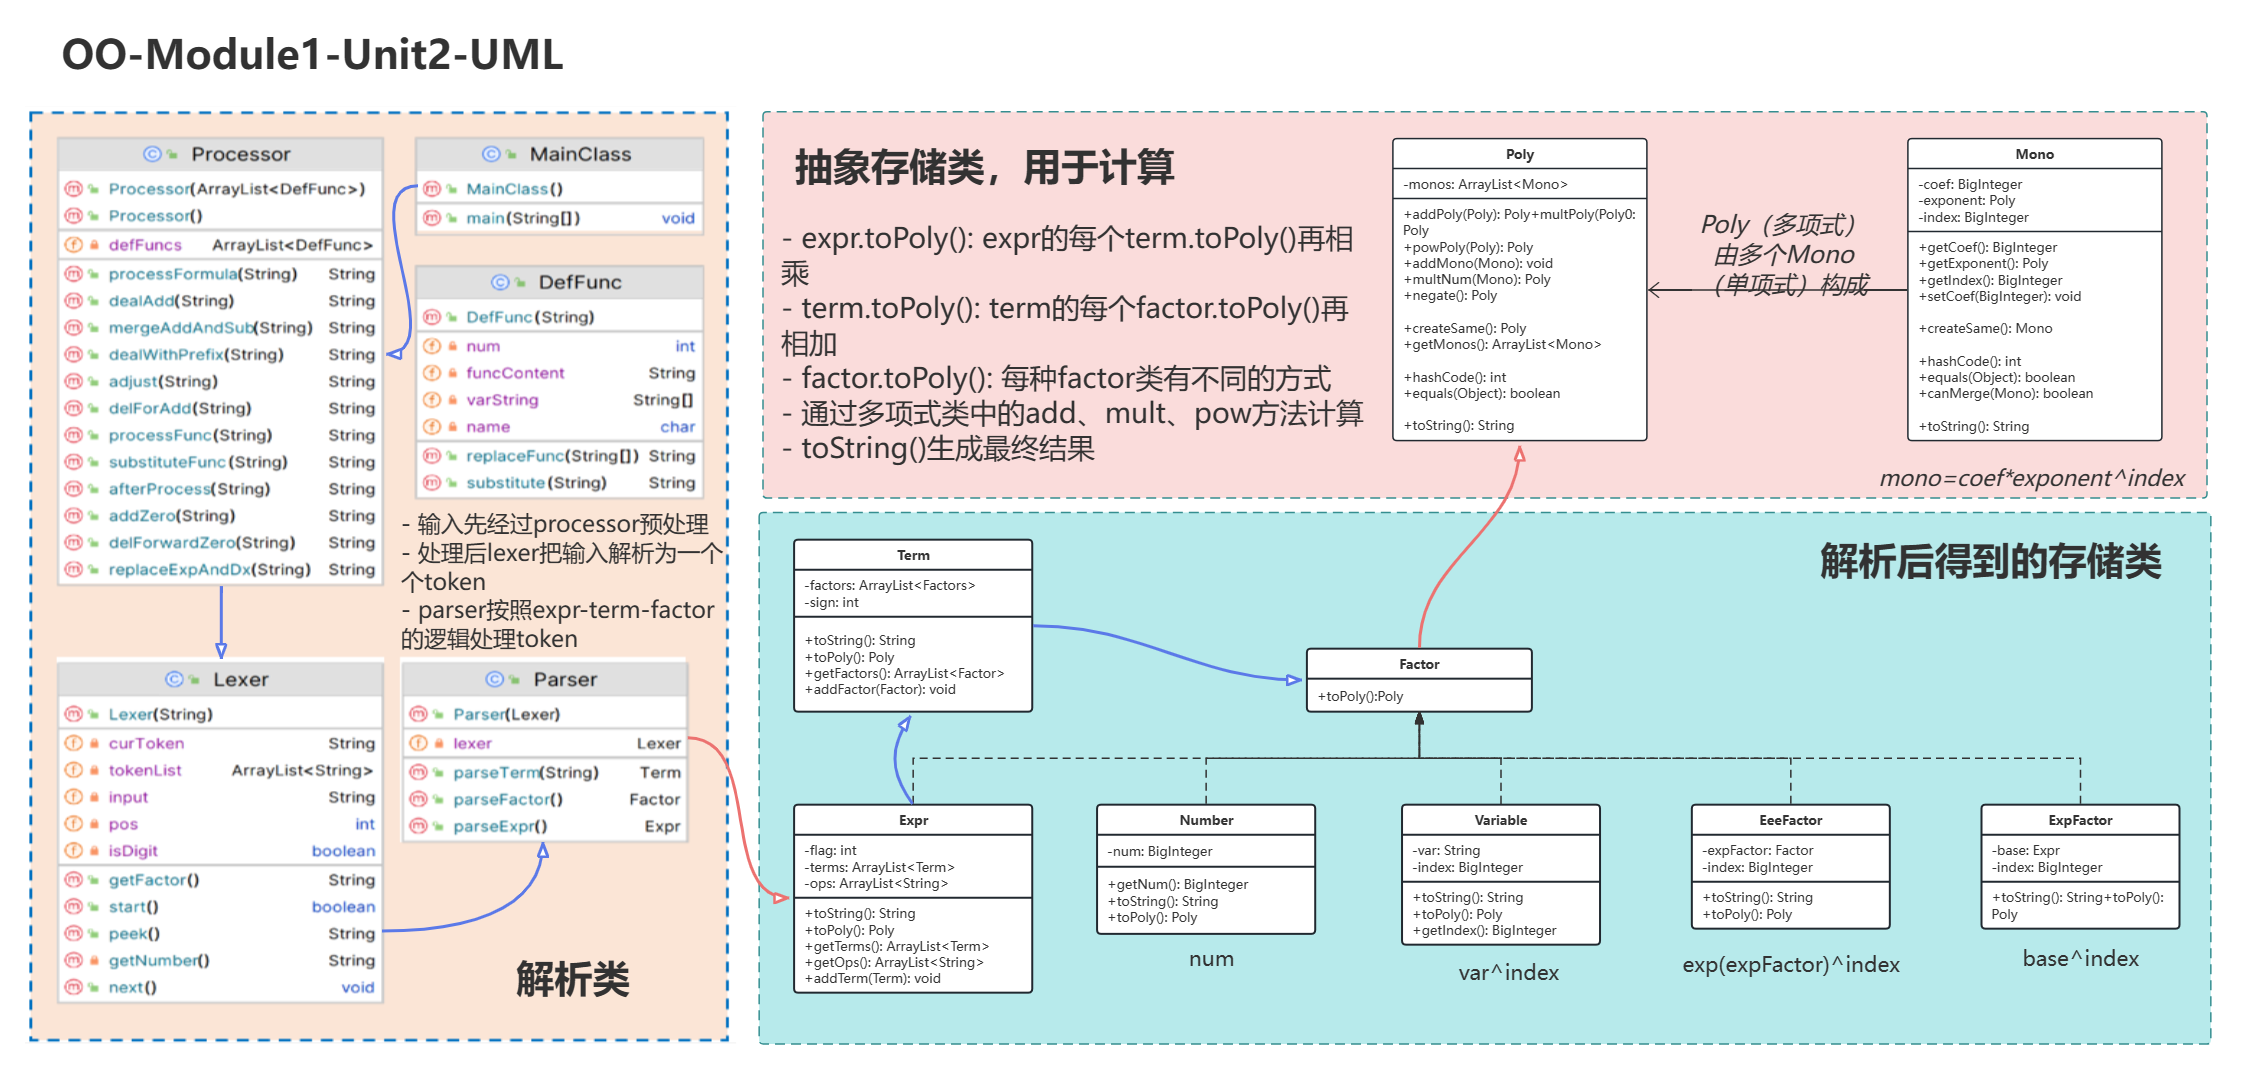 OO-Module1-Unit2-UML
Processor
Processor(ArrayList<DefFunc>)
Processor()
defFuncs ArrayList<DefFunc>
processFormula(String) String
dealAdd(String) String
mergeAddAndSub(String) String
dealWithPrefix(String) String
adjust(String) String
delForAdd(String) String
processFunc(String) String
substituteFunc(String) String
afterProcess(String) String
addZero(String) String
delForwardZero(String) String
replaceExpAndDx(String) String
MainClass
MainClass()
main(String[]) void
DefFunc
DefFunc(String)
num int
funcContent String
varString String[]
name char
replaceFunc(String[]) String
substitute(String) String
- 输入先经过processor预处理
- 处理后lexer把输入解析为一个
个token
- parser按照expr-term-factor
的逻辑处理token
Lexer
Lexer(String)
curToken String
tokenList ArrayList<String>
input String
pos int
isDigit boolean
getFactor() String
start() boolean
peek() String
getNumber() String
next() void
Parser
Parser(Lexer)
lexer Lexer
parseTerm(String) Term
parseFactor() Factor
parseExpr() Expr
解析类
抽象存储类，用于计算
- expr.toPoly(): expr的每个term.toPoly()再相
乘
- term.toPoly(): term的每个factor.toPoly()再
相加
- factor.toPoly(): 每种factor类有不同的方式
- 通过多项式类中的add、mult、pow方法计算
- toString()生成最终结果
Poly
-monos: ArrayList<Mono>
+addPoly(Poly): Poly+multPoly(Poly0:
Poly
+powPoly(Poly): Poly
+addMono(Mono): void
+multNum(Mono): Poly
+negate(): Poly
+createSame(): Poly
+getMonos(): ArrayList<Mono>
+hashCode(): int
+equals(Object): boolean
+toString(): String
Poly（多项式）
由多个Mono
（单项式）构成
Mono
-coef: BigInteger
-exponent: Poly
-index: BigInteger
+getCoef(): BigInteger
+getExponent(): Poly
+getIndex(): BigInteger
+setCoef(BigInteger): void
+createSame(): Mono
+hashCode(): int
+equals(Object): boolean
+canMerge(Mono): boolean
+toString(): String
mono=coef*exponent^index
解析后得到的存储类
Term
-factors: ArrayList<Factors>
-sign: int
+toString(): String
+toPoly(): Poly
+getFactors(): ArrayList<Factor>
+addFactor(Factor): void
Factor
+toPoly():Poly
Expr
-flag: int
-terms: ArrayList<Term>
-ops: ArrayList<String>
+toString(): String
+toPoly(): Poly
+getTerms(): ArrayList<Term>
+getOps(): ArrayList<String>
+addTerm(Term): void
Number
-num: BigInteger
+getNum(): BigInteger
+toString(): String
+toPoly(): Poly
num
Variable
-var: String
-index: BigInteger
+toString(): String
+toPoly(): Poly
+getIndex(): BigInteger
var^index
EeeFactor
-expFactor: Factor
-index: BigInteger
+toString(): String
+toPoly(): Poly
exp(expFactor)^index
ExpFactor
-base: Expr
-index: BigInteger
+toString(): String+toPoly():
Poly
base^index